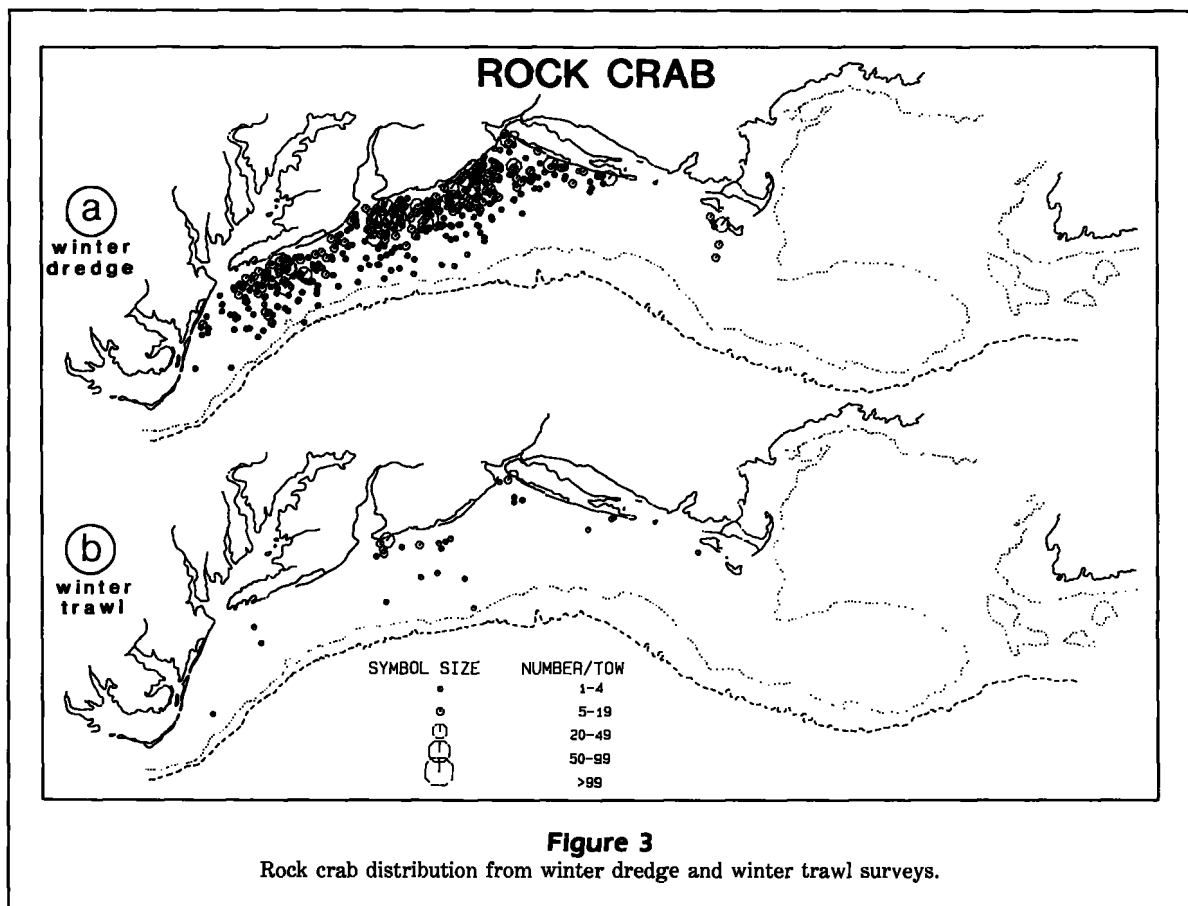 ROCK CRAB
a
winter
dredge
b
winter
trawl
SYMBOL SIZE NUMBER/TOW
1-4
5-19
20-49
50-99
>99
Figure 3
Rock crab distribution from winter dredge and winter trawl surveys.